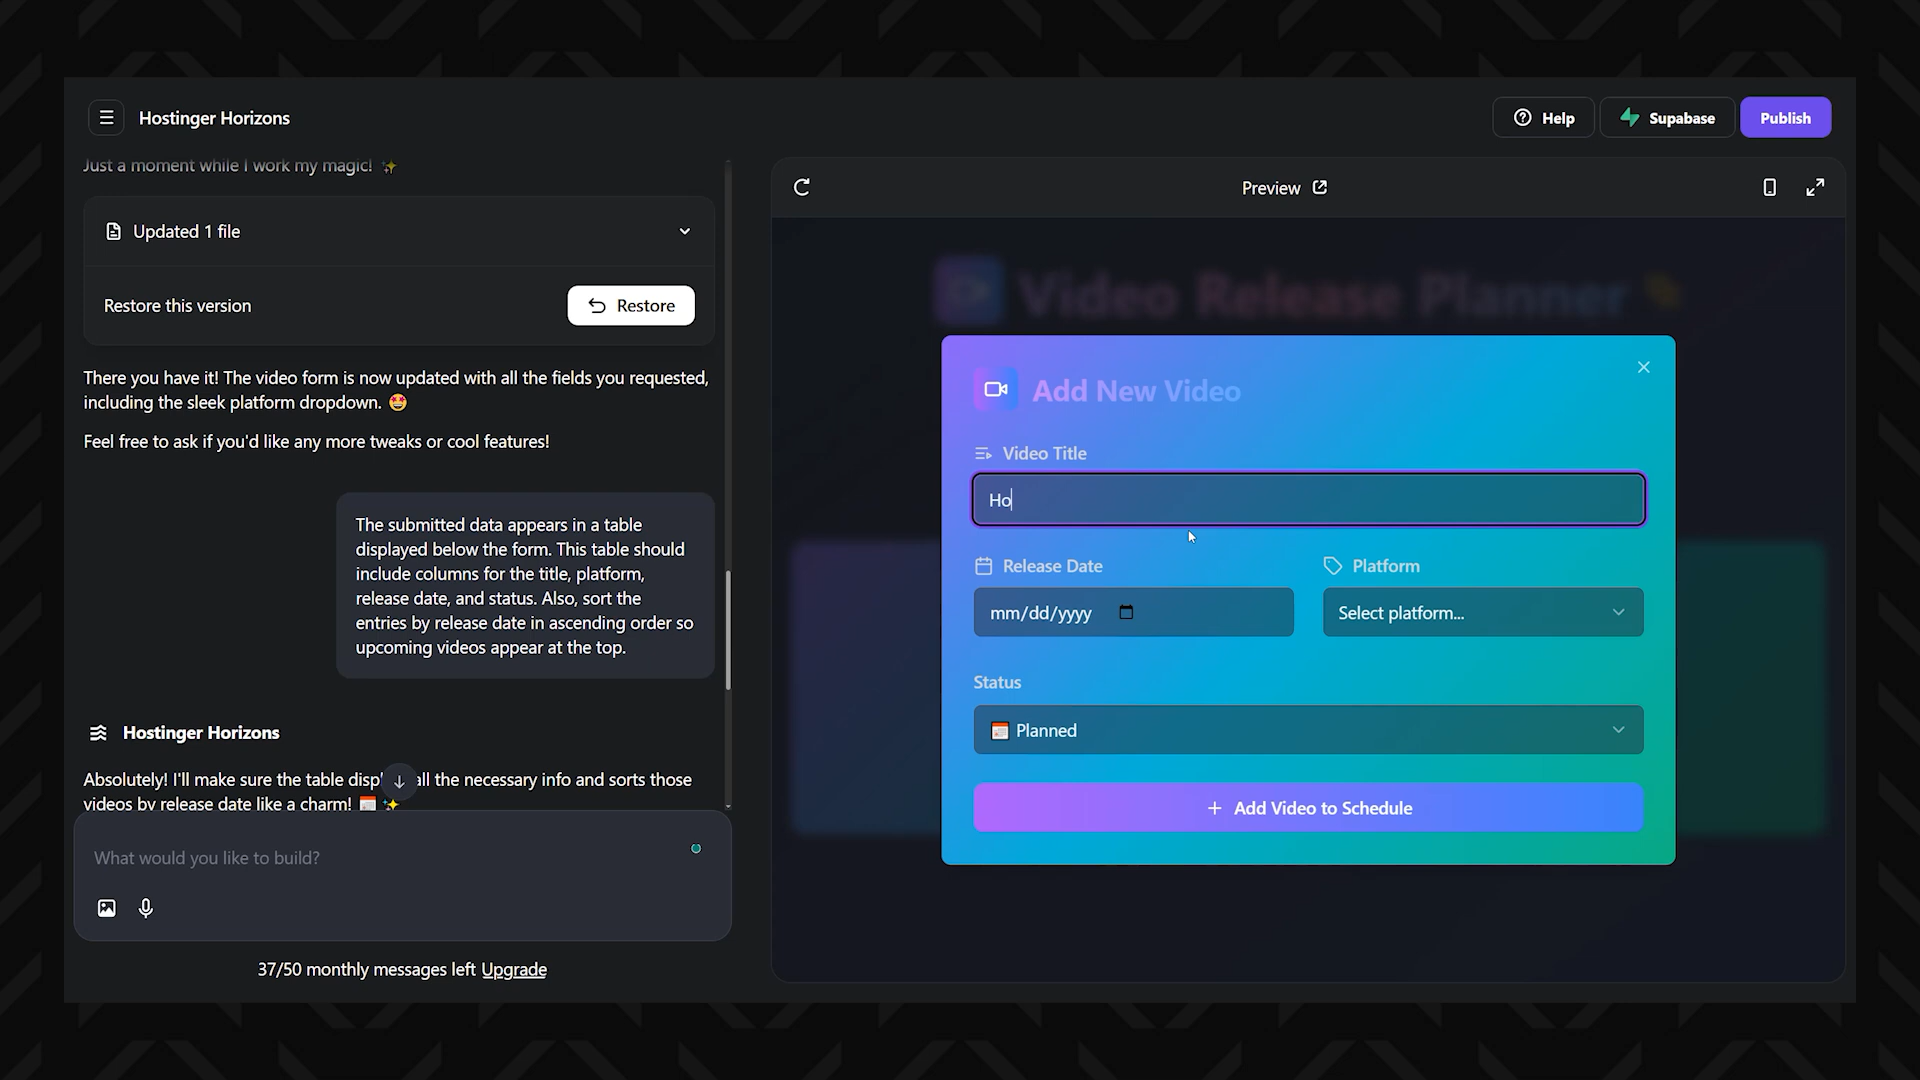 Hostinger Horizons
Help
Supabase
Publish
Just a moment while I work my magic! ✨
Updated 1 file
Restore this version
Restore
There you have it! The video form is now updated with all the fields you requested,
including the sleek platform dropdown. 🤩
Feel free to ask if you'd like any more tweaks or cool features!
The submitted data appears in a table
displayed below the form. This table should
include columns for the title, platform,
release date, and status. Also, sort the
entries by release date in ascending order so
upcoming videos appear at the top.
Hostinger Horizons
Absolutely! I'll make sure the table displ all the necessary info and sorts those
videos by release date like a charm! 🗓️ ✨
What would you like to build?
37/50 monthly messages left Upgrade
Preview
Video Release Planner
Add New Video
Video Title
Ho
Release Date
Platform
mm/dd/yyyy
Select platform...
Status
🗓️ Planned
+ Add Video to Schedule